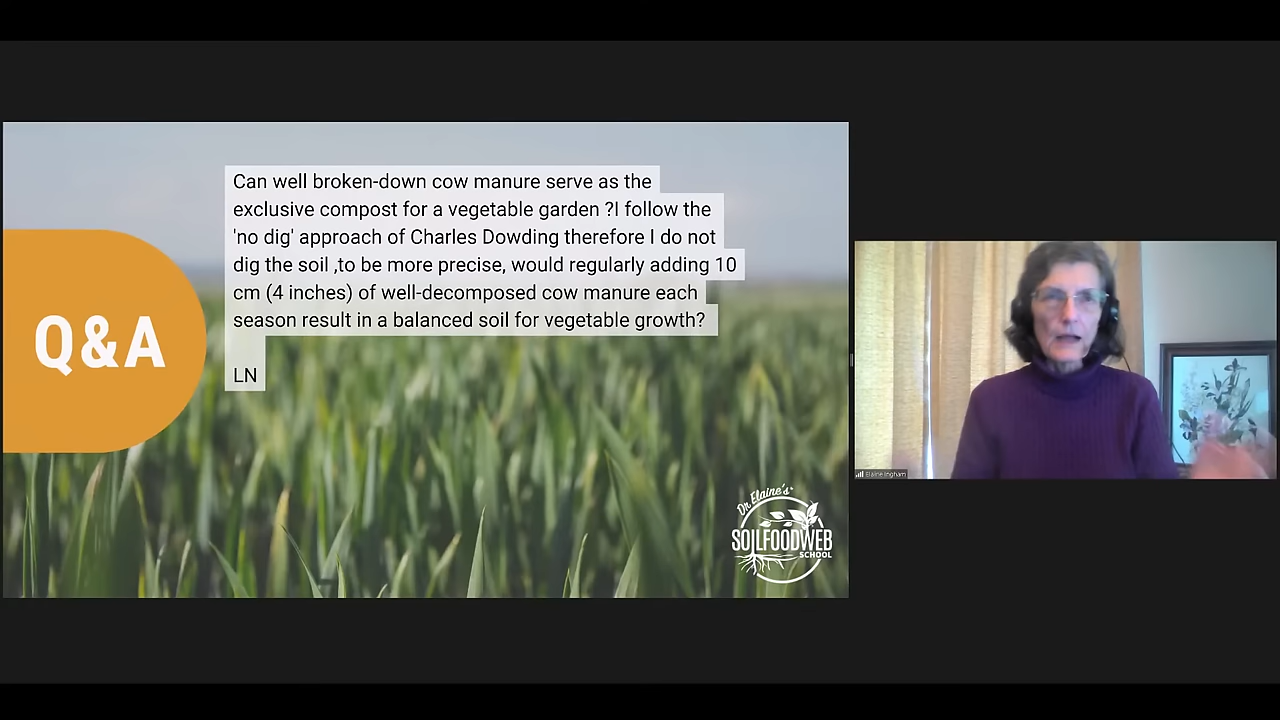 Can well broken-down cow manure serve as the
exclusive compost for a vegetable garden ?I follow the
'no dig' approach of Charles Dowding therefore I do not
dig the soil ,to be more precise, would regularly adding 10
cm (4 inches) of well-decomposed cow manure each
season result in a balanced soil for vegetable growth?
LN
Q&A
Dr. Elaine's
SOILFOODWEB
SCHOOL
Elaine Ingham